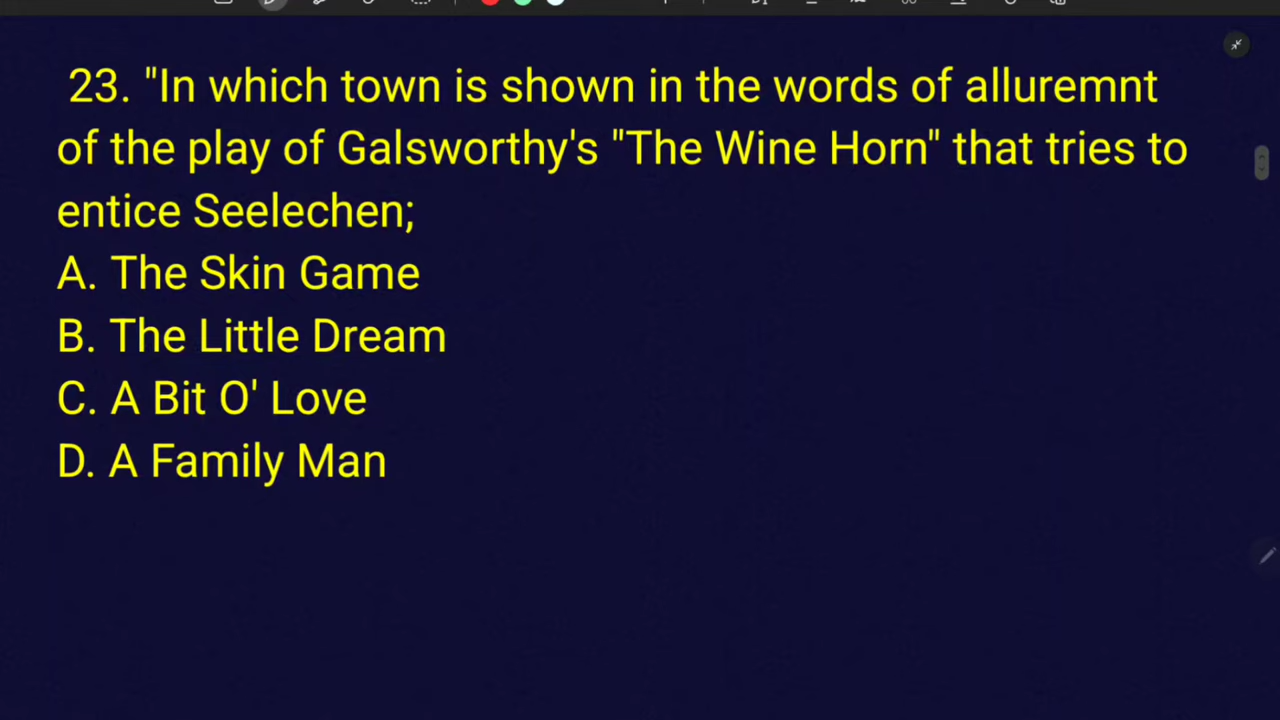 23. "In which town is shown in the words of alluremnt
of the play of Galsworthy's "The Wine Horn" that tries to
entice Seelechen;
A. The Skin Game
B. The Little Dream
C. A Bit O' Love
D. A Family Man